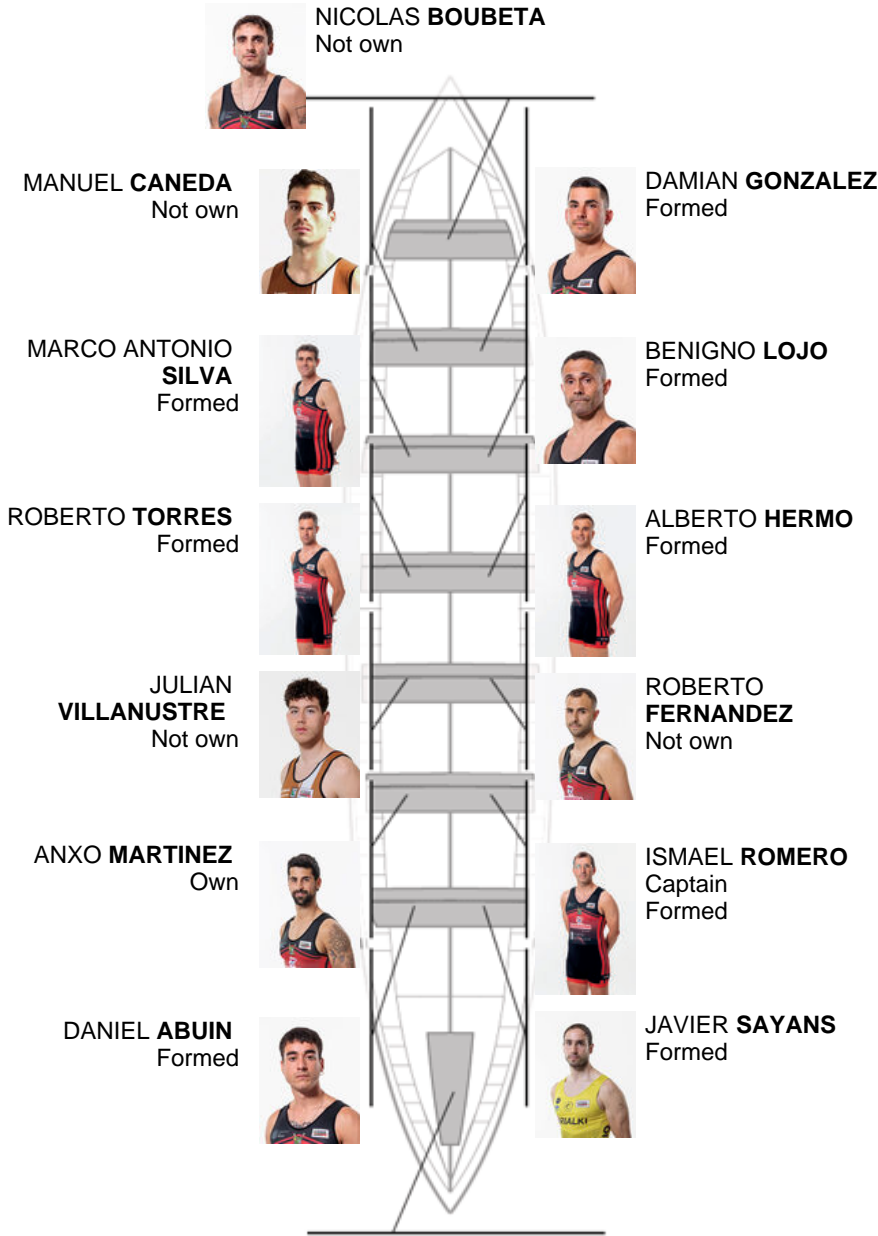 NICOLAS BOUBETA
Not own
MANUEL CANEDA
Not own
DAMIAN GONZALEZ
Formed
MARCO ANTONIO
SILVA
Formed
BENIGNO LOJO
Formed
ROBERTO TORRES
Formed
ALBERTO HERMO
Formed
JULIAN
VILLANUSTRE
Not own
ROBERTO
FERNANDEZ
Not own
ANXO MARTINEZ
Own
ISMAEL ROMERO
Captain
Formed
DANIEL ABUIN
Formed
JAVIER SAYANS
Formed